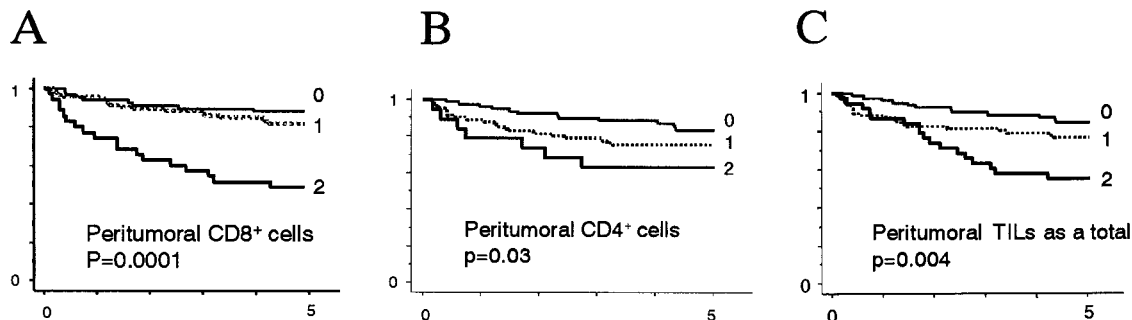 A
1
0
0
1
2
Peritumoral CD8+ cells
P=0.0001
0
5
B
1
0
0
1
2
Peritumoral CD4+ cells
p=0.03
0
5
C
1
0
0
1
2
Peritumoral TILs as a total
p=0.004
0
5